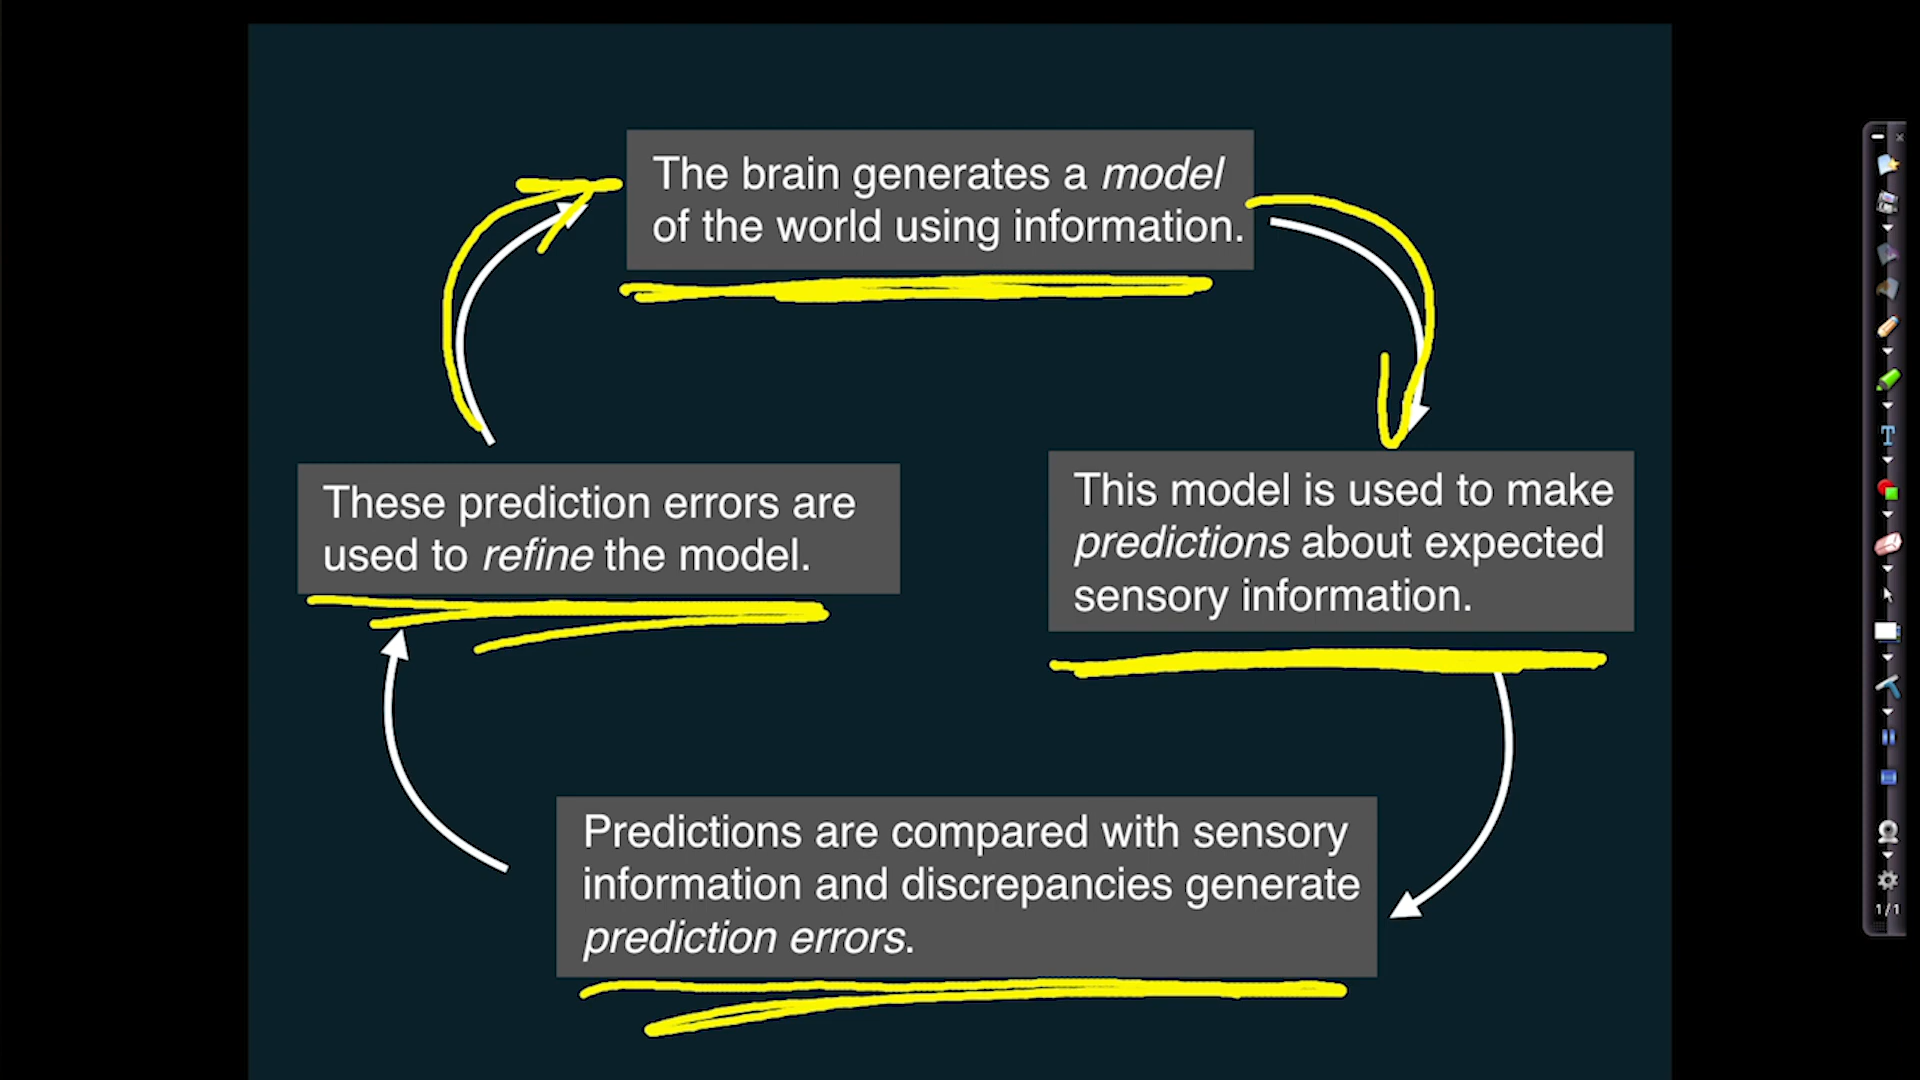 The brain generates a model
of the world using information.
This model is used to make
predictions about expected
sensory information.
Predictions are compared with sensory
information and discrepancies generate
prediction errors.
These prediction errors are
used to refine the model.
T
1/1